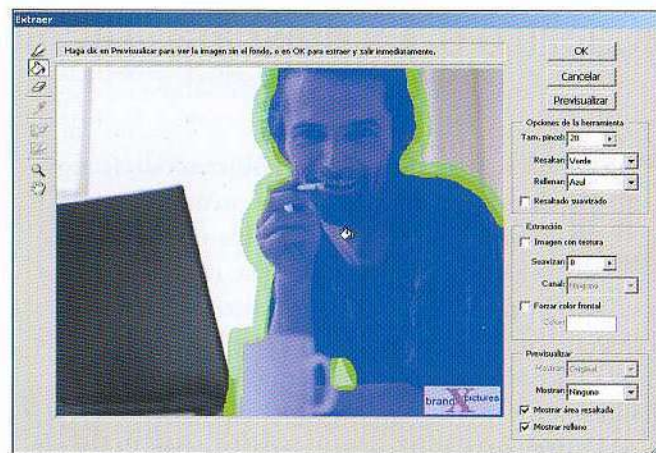 Extraer
Haga clic en Previsualizar para ver la imagen sin el fondo, o en OK para extraer y salir inmediatamente.
OK
Cancelar
Previsualizar
Opciones de la herramienta
Tam. pincel: 20
Resaltar: Verde
Rellenar: Azul
Resaltado suavizado
Extracción
Imagen con textura
Suavizar: 0
Canal: Ninguno
Forzar color frontal
Color:
Previsualizar
Mostrar: Original
Mostrar: Ninguno
Mostrar área resaltada
Mostrar relleno
brand X pictures